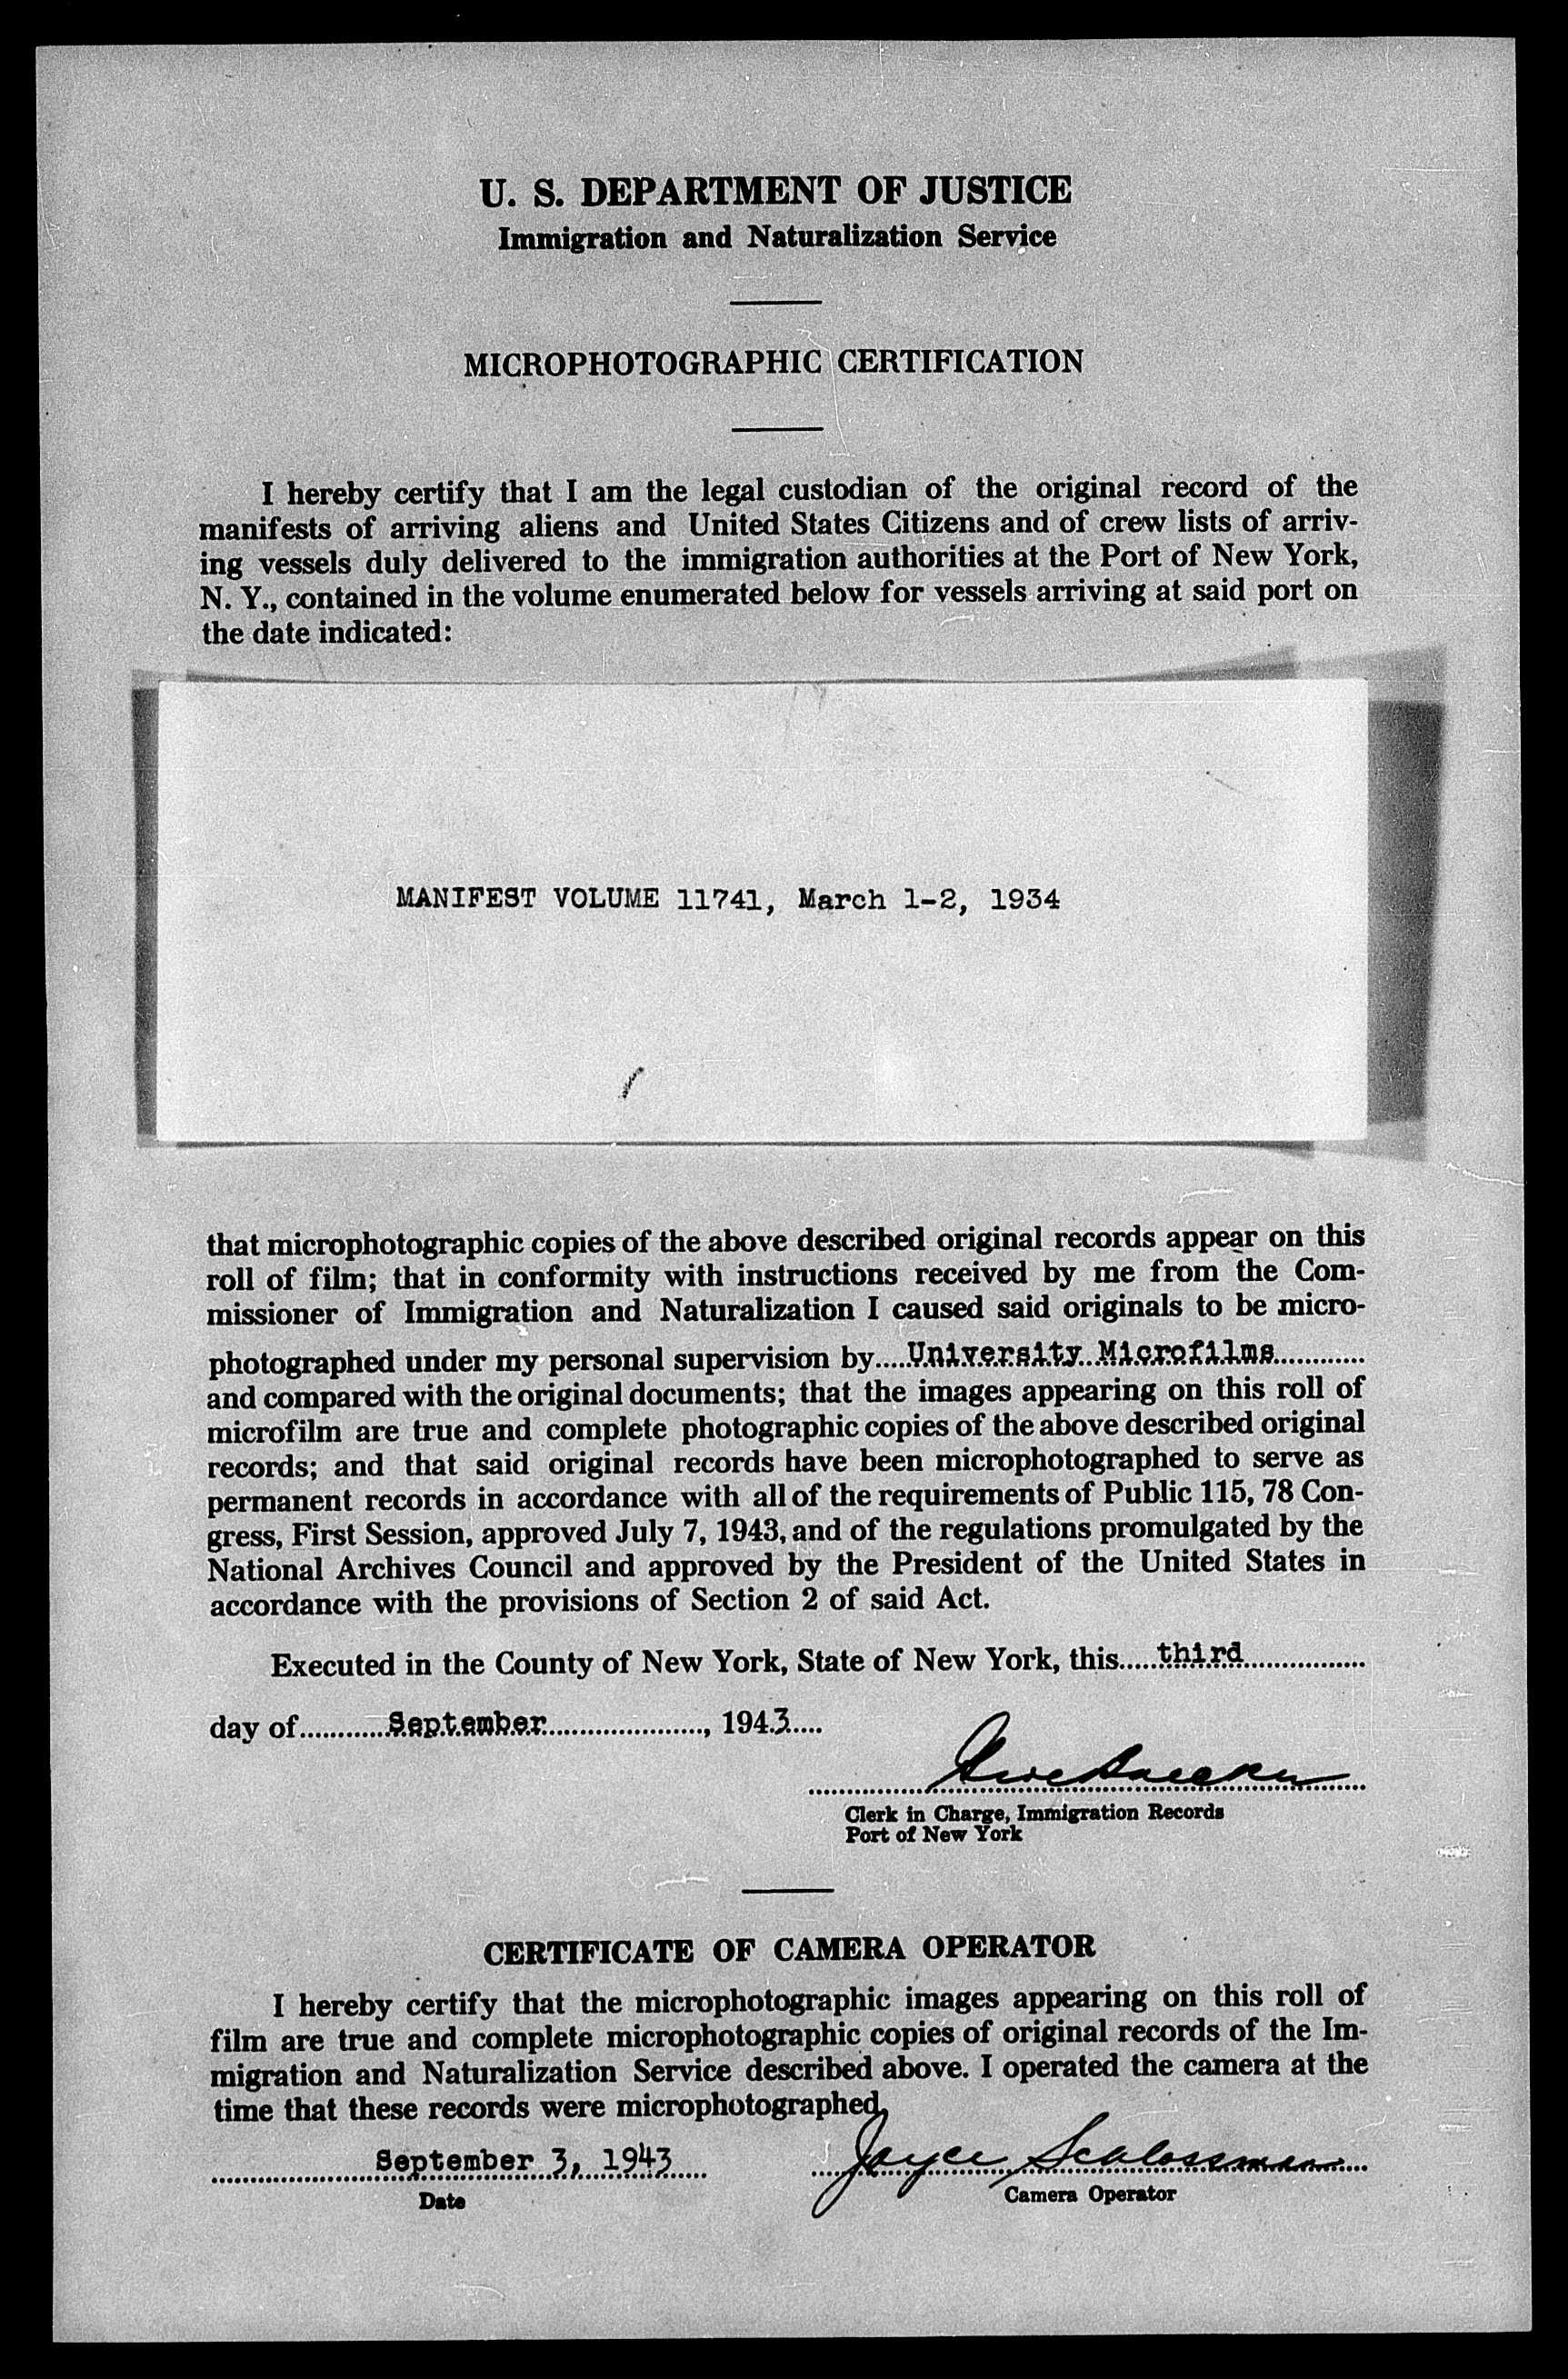 U. S. DEPARTMENT OF JUSTICE
Immigration and Naturalization Service
MICROPHOTOGRAPHIC CERTIFICATION
I hereby certify that I am the legal custodian of the original record of the
manifests of arriving aliens and United States Citizens and of crew lists of arriv-
ing vessels duly delivered to the immigration authorities at the Port of New York,
N. Y., contained in the volume enumerated below for vessels arriving at said port on
the date indicated:
MANIFEST VOLUME 11741, March 1-2, 1934
that microphotographic copies of the above described original records appear on this
roll of film; that in conformity with instructions received by me from the Com-
missioner of Immigration and Naturalization I caused said originals to be micro-
photographed under my personal supervision by.....University Microfilms............
and compared with the original documents; that the images appearing on this roll of
microfilm are true and complete photographic copies of the above described original
records; and that said original records have been microphotographed to serve as
permanent records in accordance with all of the requirements of Public 115, 78 Con-
gress, First Session, approved July 7, 1943, and of the regulations promulgated by the
National Archives Council and approved by the President of the United States in
accordance with the provisions of Section 2 of said Act.
Executed in the County of New York, State of New York, this.....third.................
day of............September....................., 1943.....
Clerk in Charge, Immigration Records
Port of New York
CERTIFICATE OF CAMERA OPERATOR
I hereby certify that the microphotographic images appearing on this roll of
film are true and complete microphotographic copies of original records of the Im-
migration and Naturalization Service described above. I operated the camera at the
time that these records were microphotographed.
September 3, 1943 Joyce Schlossman
Date Camera Operator